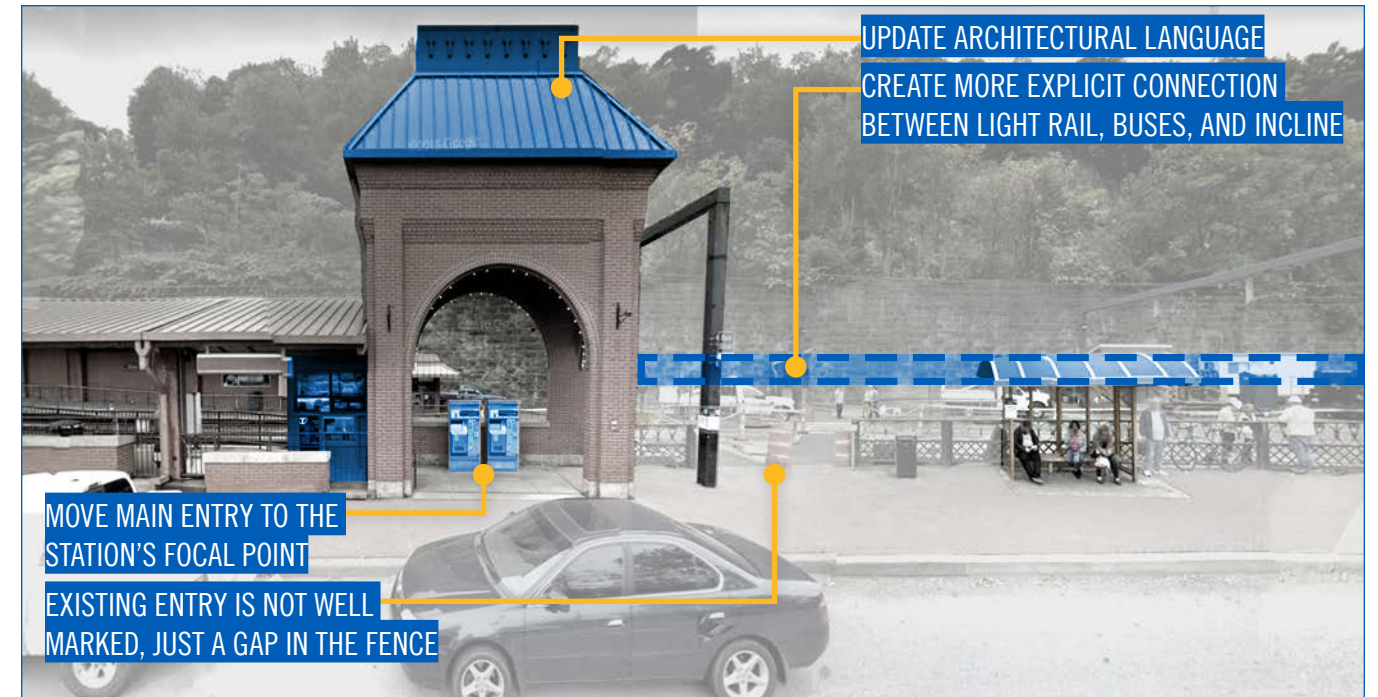 UPDATE ARCHITECTURAL LANGUAGE
CREATE MORE EXPLICIT CONNECTION
BETWEEN LIGHT RAIL, BUSES, AND INCLINE
MOVE MAIN ENTRY TO THE
STATION'S FOCAL POINT
EXISTING ENTRY IS NOT WELL
MARKED, JUST A GAP IN THE FENCE